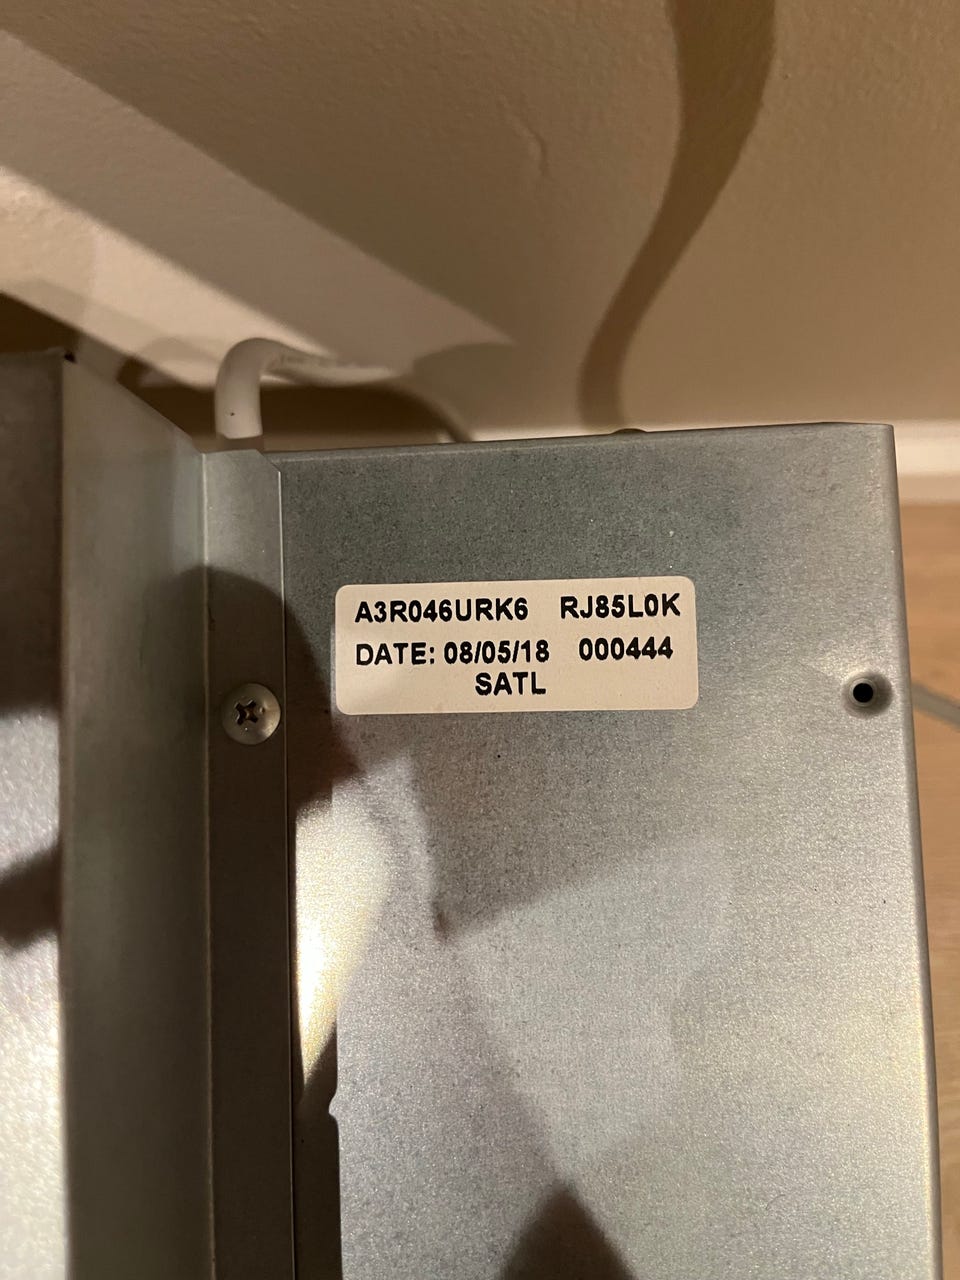 A3R046URK6 RJ85L0K
DATE: 08/05/18 000444
SATL